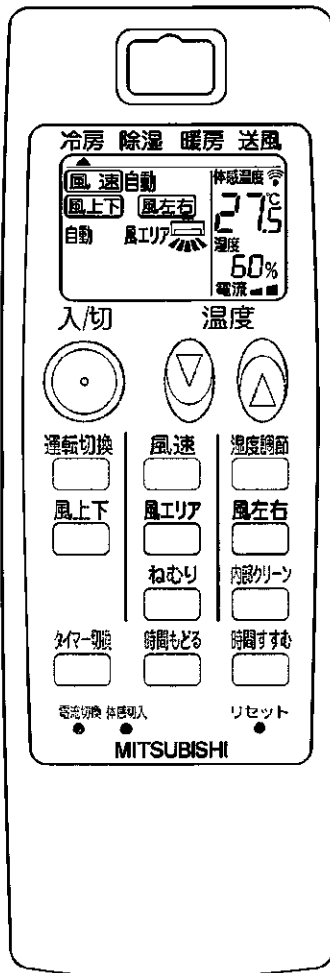 冷房 除湿 暖房 送風
風速 自動 体感温度
風上下 風左右 27.5℃
自動 風エリア 湿度
60%
電流
入/切 温度
運転切換 風速 湿度調節
風上下 風エリア 風左右
ねむり 内部クリーン
タイマー切換 時間もどる 時間すすむ
電流切換 体感切入 リセット
MITSUBISHI